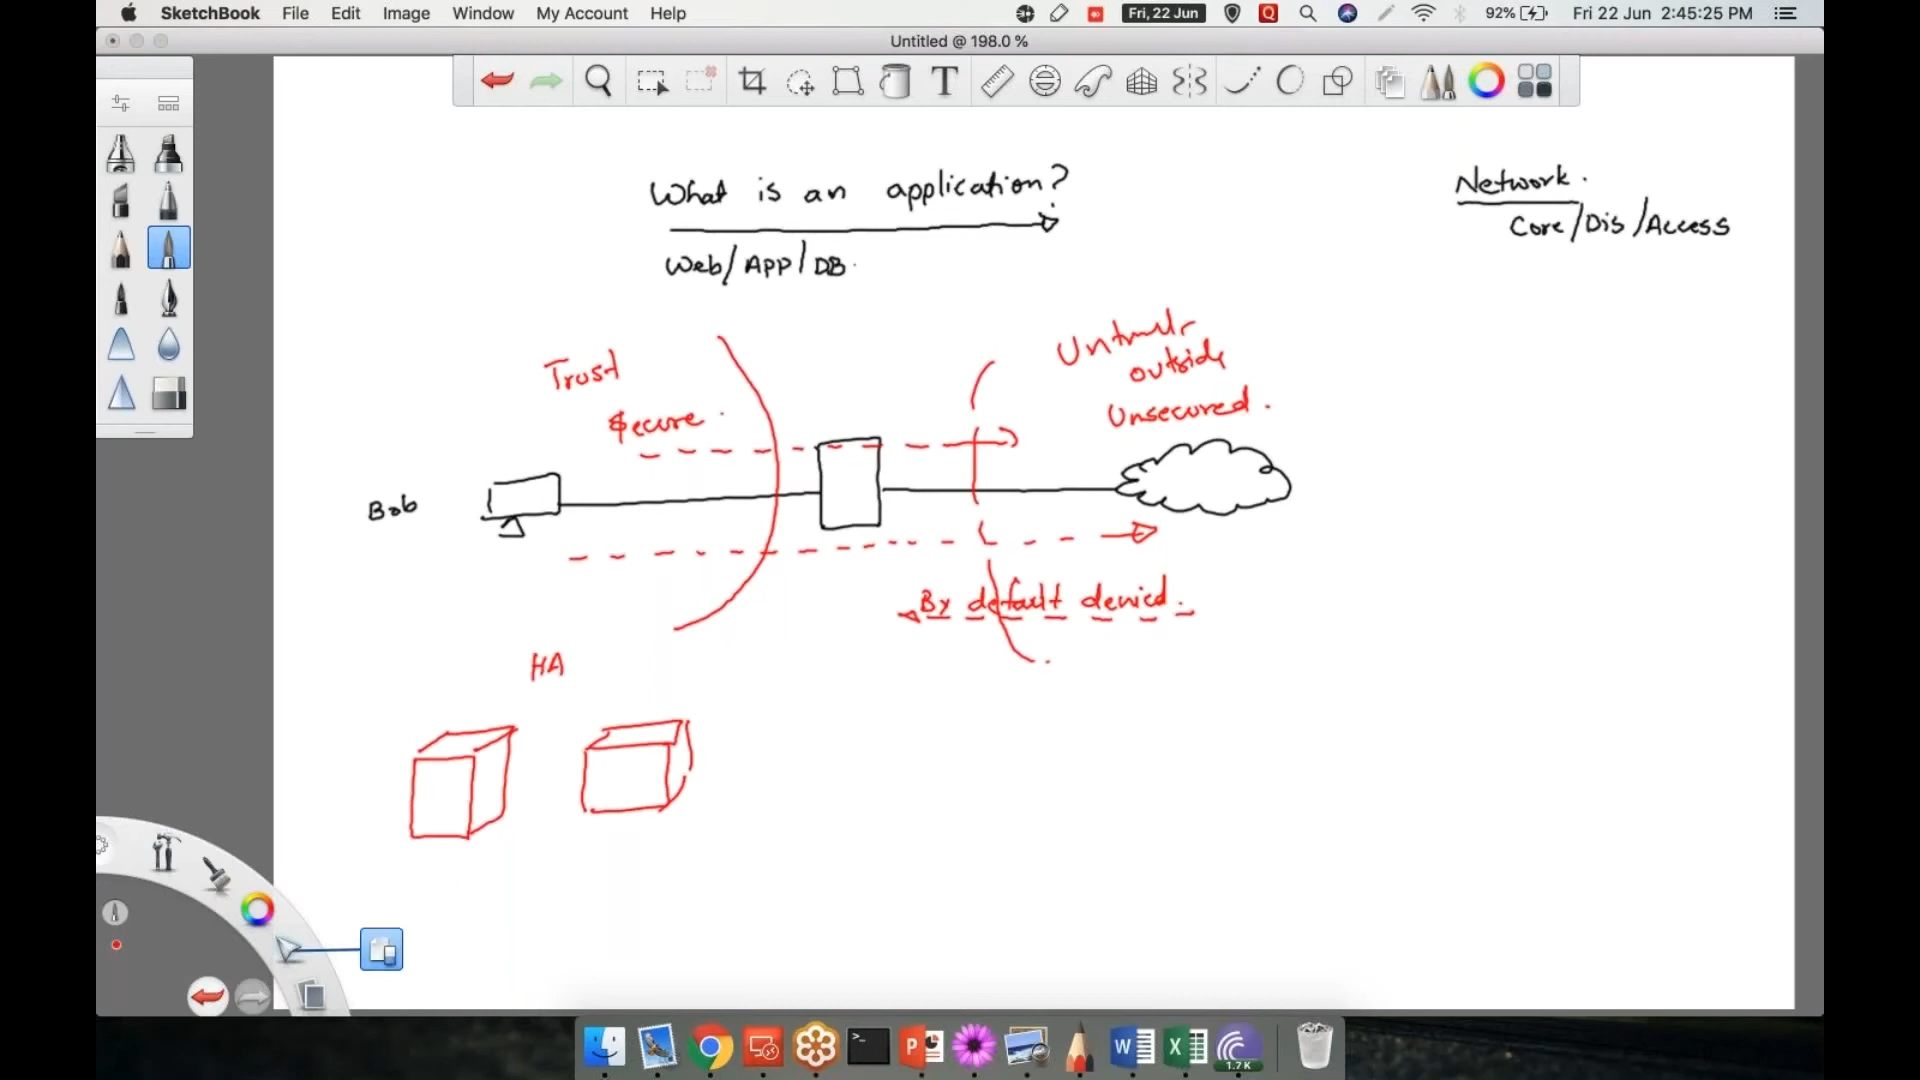 SketchBook File Edit Image Window My Account Help
Fri, 22 Jun Q 92% Fri 22 Jun 2:45:25 PM
Untitled @ 198.0 %
T
What is an application?
Web/APP/DB.
Network.
Core/Dis/Access
Trust
Secure.
outside
Unsecured.
Bob
By default denied.
HA
P W X
1.7 K